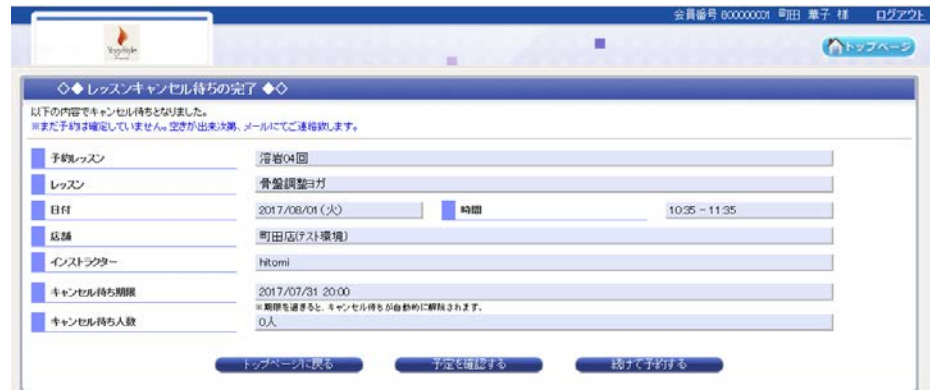 会員番号 80000001 町田 華子 様 ログアウト
YogiStyle
トップページ
◇◆ レッスンキャンセル待ちの完了 ◆◇
以下の内容でキャンセル待ちとなりました。
※まだ予約は確定していません。空きが出来次第、メールにてご連絡致します。
予約レッスン 溶岩04回
レッスン 骨盤調整ヨガ
日付 2017/08/01(火) 時間 10:35 - 11:35
店舗 町田店(テスト環境)
インストラクター hitomi
キャンセル待ち期限 2017/07/31 20:00
※期限を過ぎると、キャンセル待ちが自動的に解除されます。
キャンセル待ち人数 0人
トップページに戻る 予定を確認する 続けて予約する